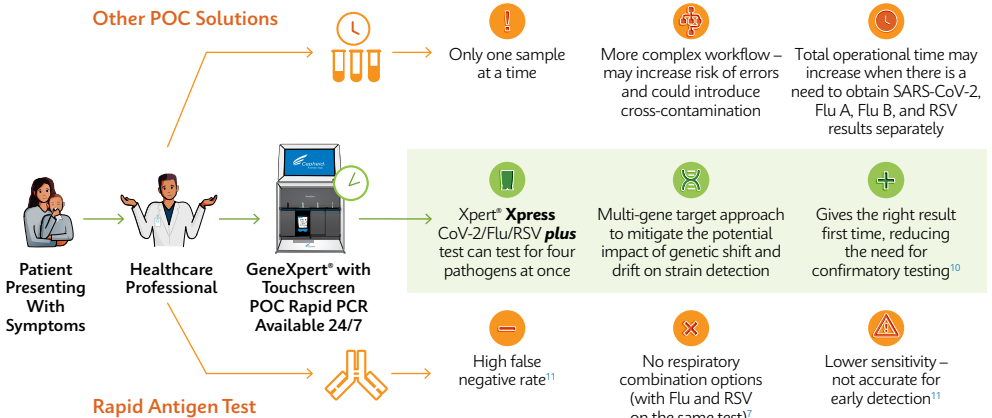 Other POC Solutions
Only one sample
at a time
More complex workflow –
may increase risk of errors
and could introduce
cross-contamination
Total operational time may
increase when there is a
need to obtain SARS-CoV-2,
Flu A, Flu B, and RSV
results separately
Patient
Presenting
With
Symptoms
Healthcare
Professional
Cepheid.
GeneXpert® with
Touchscreen
POC Rapid PCR
Available 24/7
Xpert® Xpress
CoV-2/Flu/RSV plus
test can test for four
pathogens at once
Multi-gene target approach
to mitigate the potential
impact of genetic shift and
drift on strain detection
Gives the right result
first time, reducing
the need for
confirmatory testing¹⁰
Rapid Antigen Test
High false
negative rate¹¹
No respiratory
combination options
(with Flu and RSV
on the same test)⁷
Lower sensitivity –
not accurate for
early detection¹¹